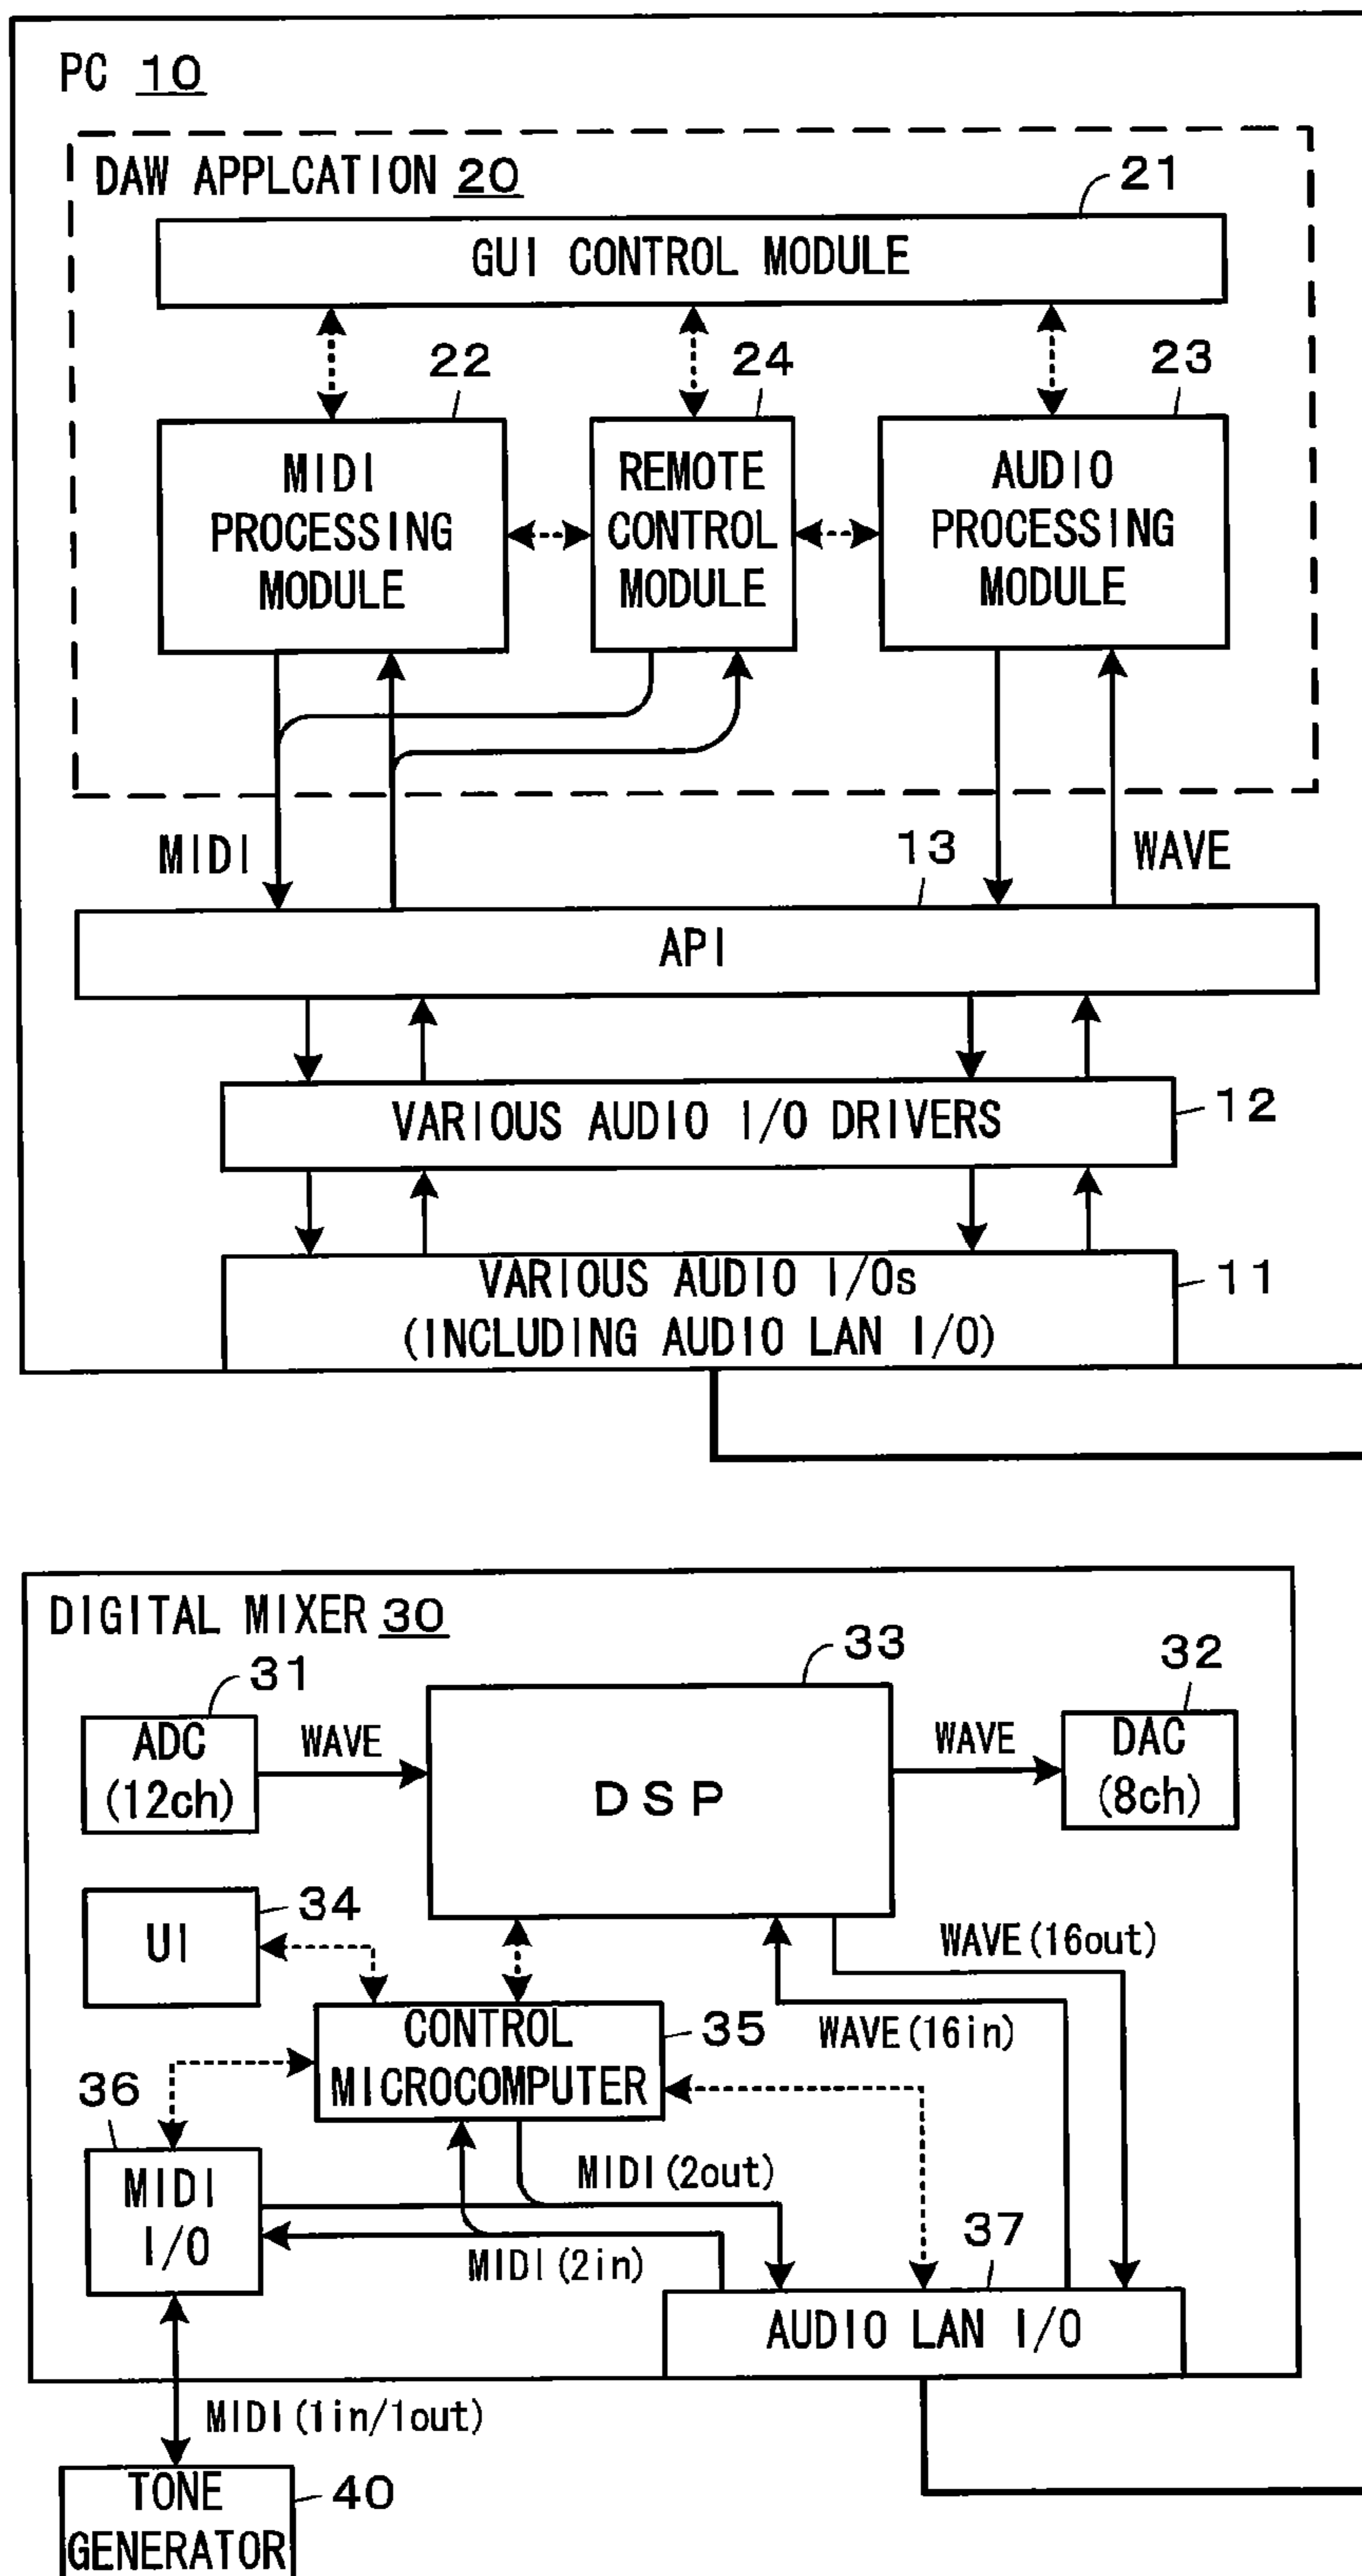 PC 10
DAW APPLCATION 20
21
GUI CONTROL MODULE
22
24
23
MIDI
PROCESSING
MODULE
REMOTE
CONTROL
MODULE
AUDIO
PROCESSING
MODULE
MIDI
13
WAVE
API
VARIOUS AUDIO I/O DRIVERS
12
VARIOUS AUDIO I/Os
(INCLUDING AUDIO LAN I/O)
11
DIGITAL MIXER 30
31
33
32
ADC
(12ch)
WAVE
DSP
WAVE
DAC
(8ch)
UI
34
WAVE(16out)
CONTROL
MICROCOMPUTER
35
WAVE(16in)
36
MIDI
I/O
MIDI(2out)
MIDI(2in)
37
AUDIO LAN I/O
MIDI(1in/1out)
TONE
GENERATOR
40